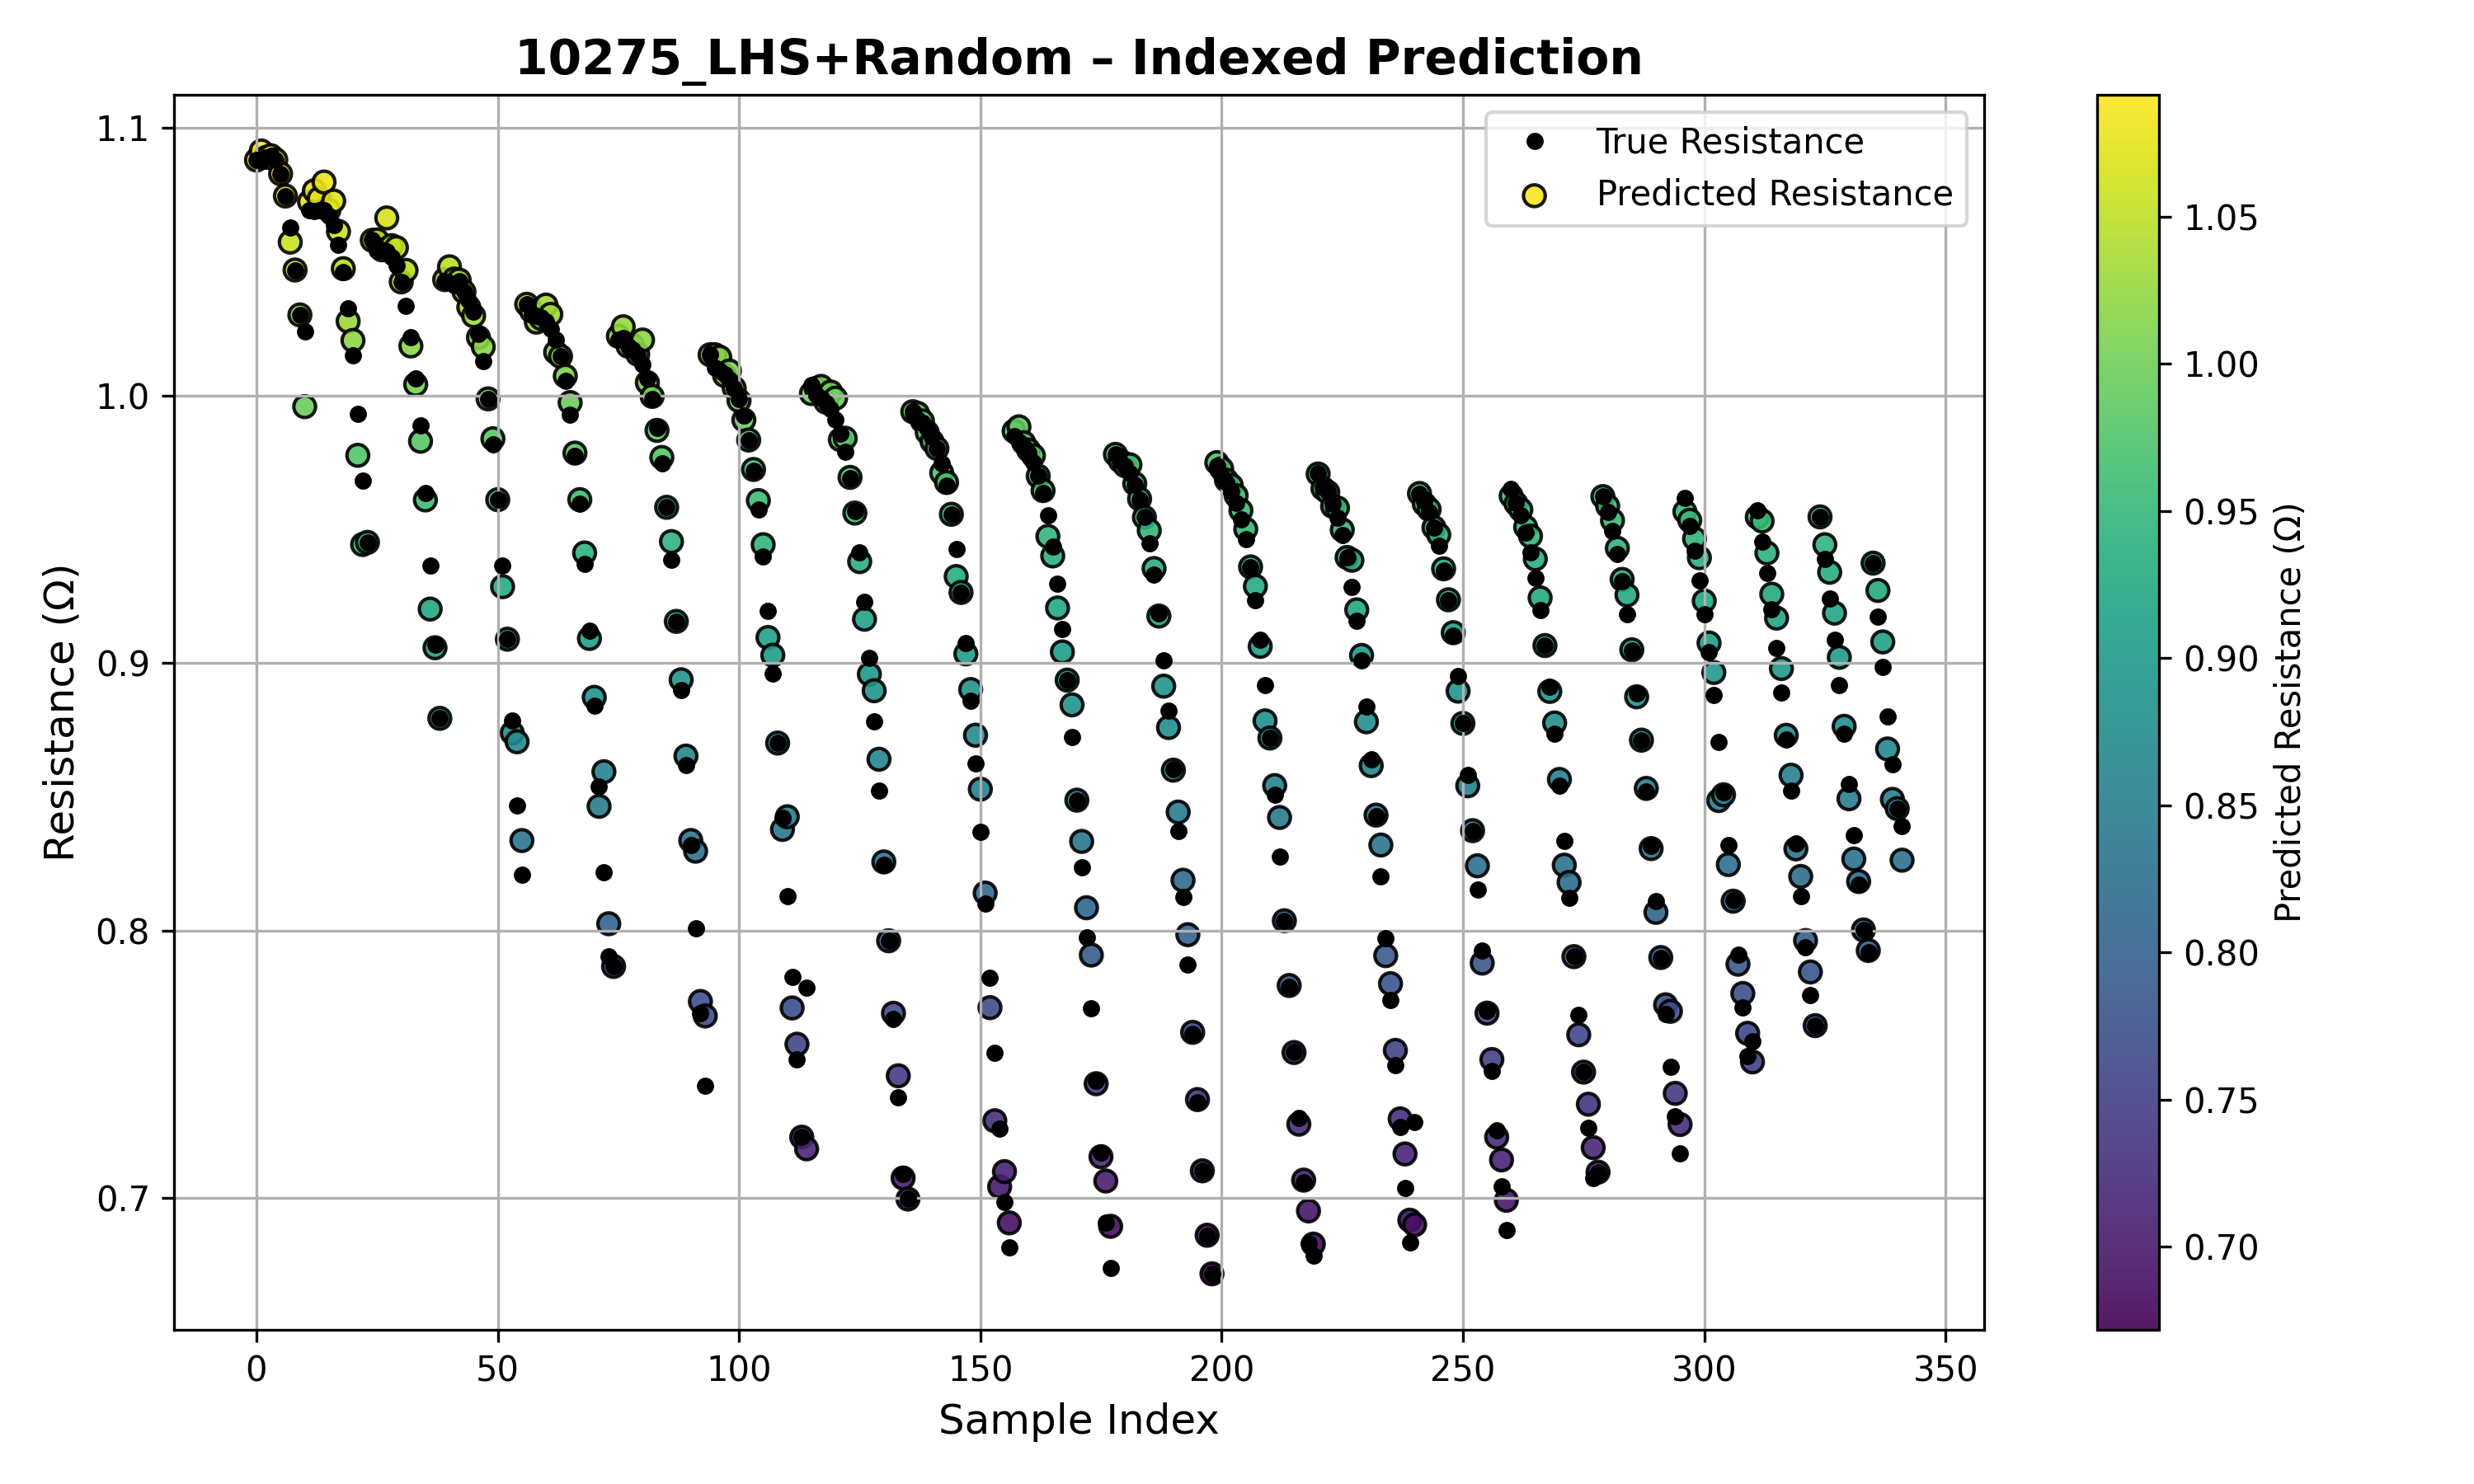 10275_LHS+Random – Indexed Prediction
True Resistance
Predicted Resistance
Resistance (Ω)
1.1
1.0
0.9
0.8
0.7
0 50 100 150 200 250 300 350
Sample Index
1.05
1.00
0.95
0.90
0.85
0.80
0.75
0.70
Predicted Resistance (Ω)